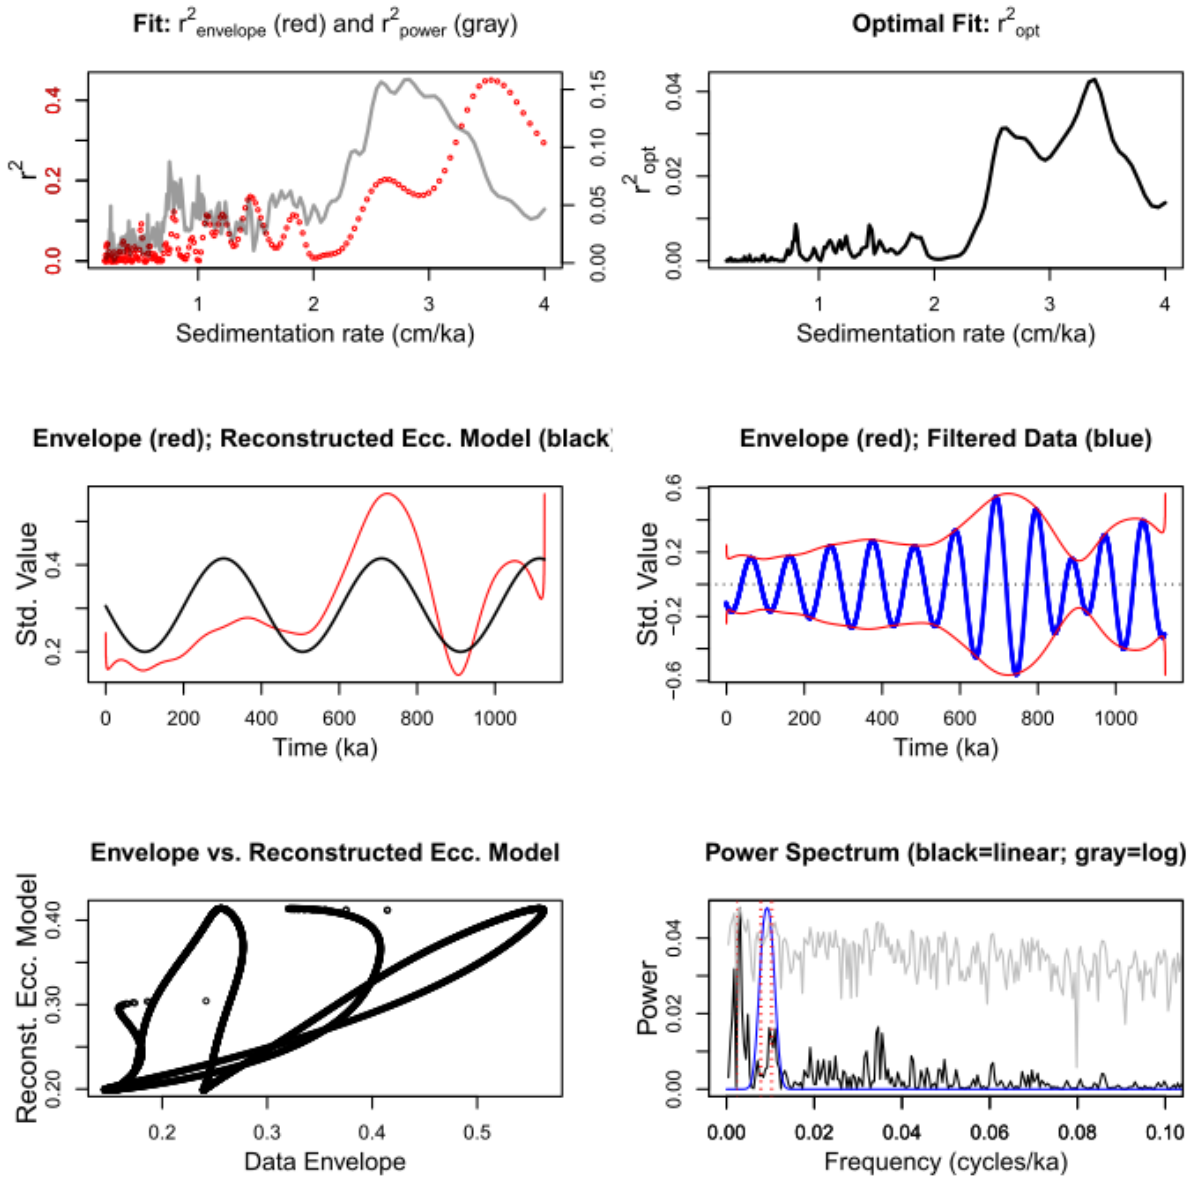 Fit: r²envelope (red) and r²power (gray)
r²
0.0 0.2 0.4
0.00 0.05 0.10 0.15
1 2 3 4
Sedimentation rate (cm/ka)
Optimal Fit: r²opt
r²opt
0.00 0.02 0.04
1 2 3 4
Sedimentation rate (cm/ka)
Envelope (red); Reconstructed Ecc. Model (black)
Std. Value
0.2 0.4
0 200 400 600 800 1000
Time (ka)
Envelope (red); Filtered Data (blue)
Std. Value
−0.6 −0.2 0.2 0.6
0 200 400 600 800 1000
Time (ka)
Envelope vs. Reconstructed Ecc. Model
Reconst. Ecc. Model
0.20 0.30 0.40
0.2 0.3 0.4 0.5
Data Envelope
Power Spectrum (black=linear; gray=log)
Power
0.00 0.02 0.04
0.00 0.02 0.04 0.06 0.08 0.10
Frequency (cycles/ka)